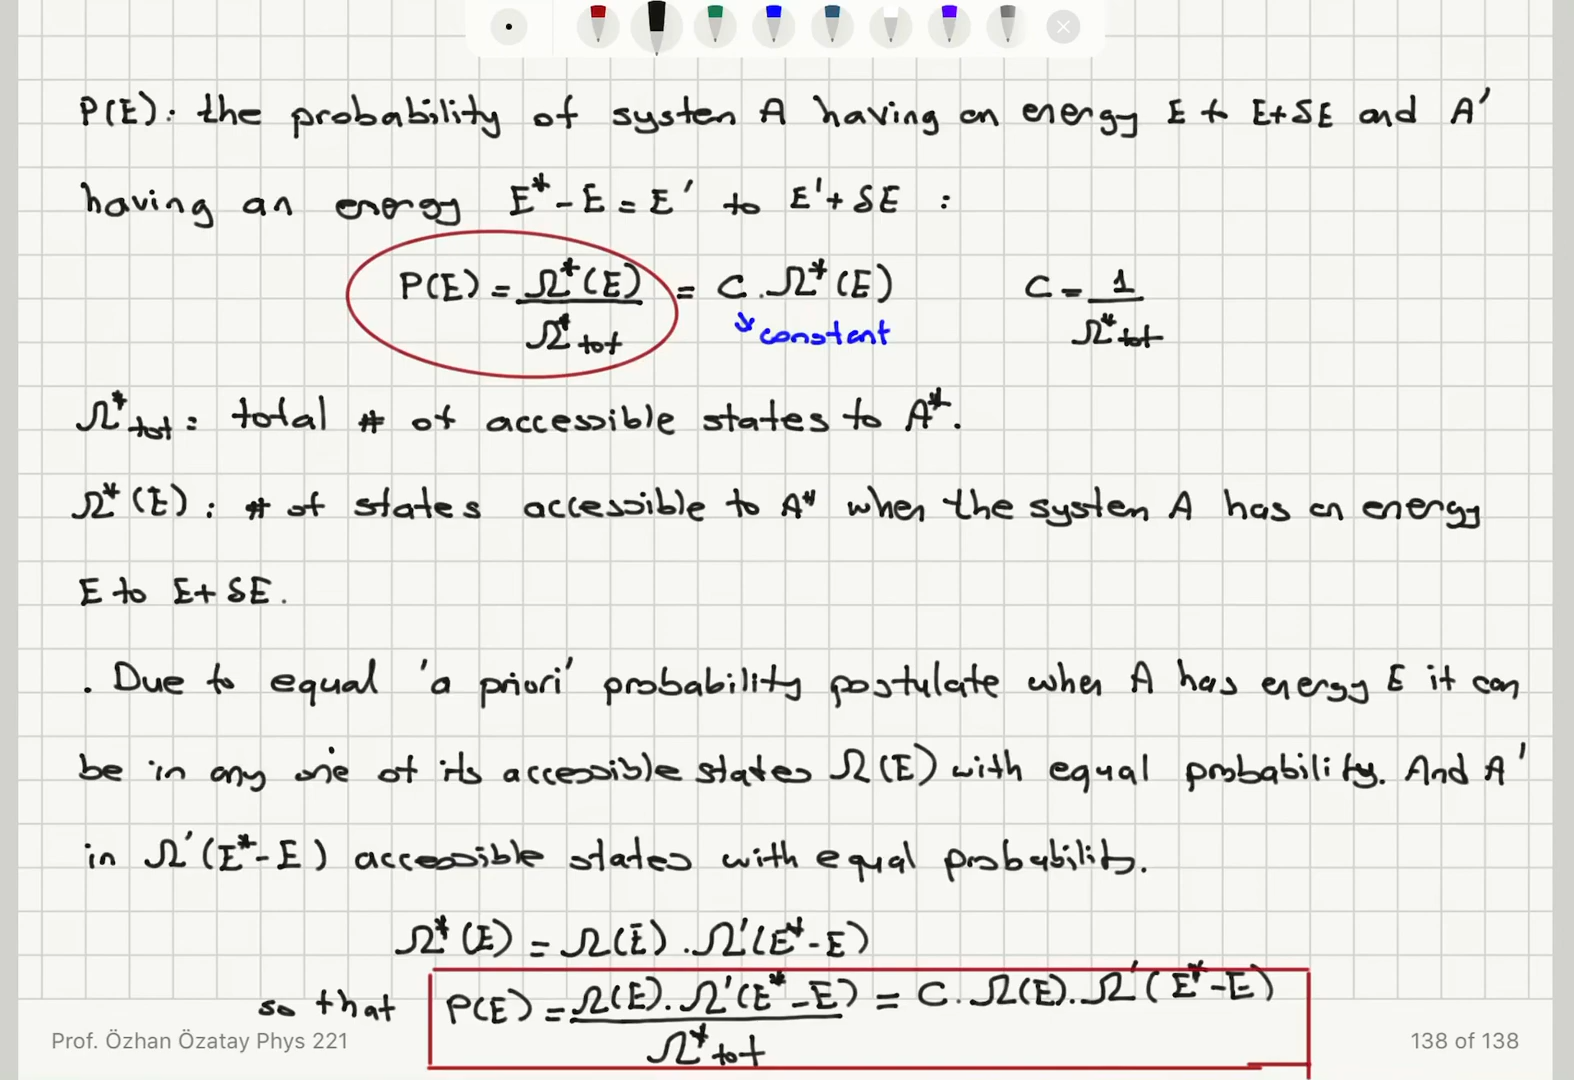 P(E): the probability of system A having an energy E to E+δE and A'
having an energy E* - E = E' to E'+δE :
P(E) = Ω*(E) / Ω*tot = C . Ω*(E)    C = 1 / Ω*tot
constant
Ω*tot : total # of accessible states to A*.
Ω*(E) : # of states accessible to A* when the system A has an energy
E to E+δE.
. Due to equal 'a priori' probability postulate when A has energy E it can
be in any one of its accessible states Ω(E) with equal probability. And A'
in Ω'(E*-E) accessible states with equal probability.
Ω*(E) = Ω(E) . Ω'(E*-E)
so that P(E) = Ω(E). Ω'(E*-E) / Ω*tot = C. Ω(E). Ω'(E*-E)
Prof. Özhan Özatay Phys 221
138 of 138